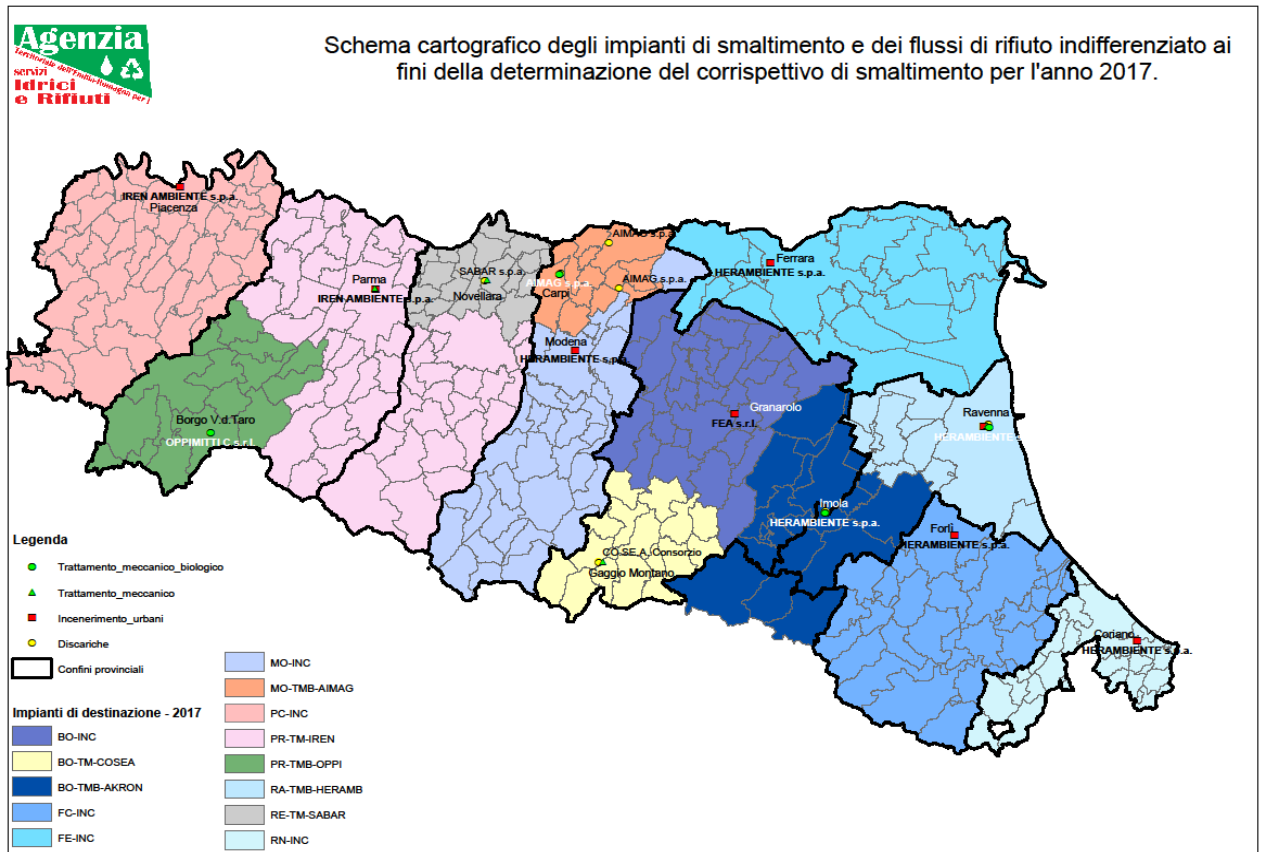 Agenzia
Territoriale dell'Emilia-Romagna per i
servizi
Idrici
e Rifiuti
Schema cartografico degli impianti di smaltimento e dei flussi di rifiuto indifferenziato ai
fini della determinazione del corrispettivo di smaltimento per l'anno 2017.
IREN AMBIENTE s.p.a.
Piacenza
Parma
IREN AMBIENTE s.p.a.
SABAR s.p.a.
Novellara
AIMAG s.p.a.
AIMAG s.p.a.
AIMAG s.p.a.
Carpi
Ferrara
HERAMBIENTE s.p.a.
Modena
HERAMBIENTE s.p.a.
Granarolo
FEA s.r.l.
Ravenna
HERAMBIENTE s
Borgo V.d.Taro
OPPIMITTI C s.r.l.
Imola
HERAMBIENTE s.p.a.
Forlì
HERAMBIENTE s.p.a.
CO.SE.A. Consorzio
Gaggio Montano
Coriano
HERAMBIENTE s.p.a.
Legenda
Trattamento_meccanico_biologico
Trattamento_meccanico
Incenerimento_urbani
Discariche
Confini provinciali
Impianti di destinazione - 2017
BO-INC
BO-TM-COSEA
BO-TMB-AKRON
FC-INC
FE-INC
MO-INC
MO-TMB-AIMAG
PC-INC
PR-TM-IREN
PR-TMB-OPPI
RA-TMB-HERAMB
RE-TM-SABAR
RN-INC